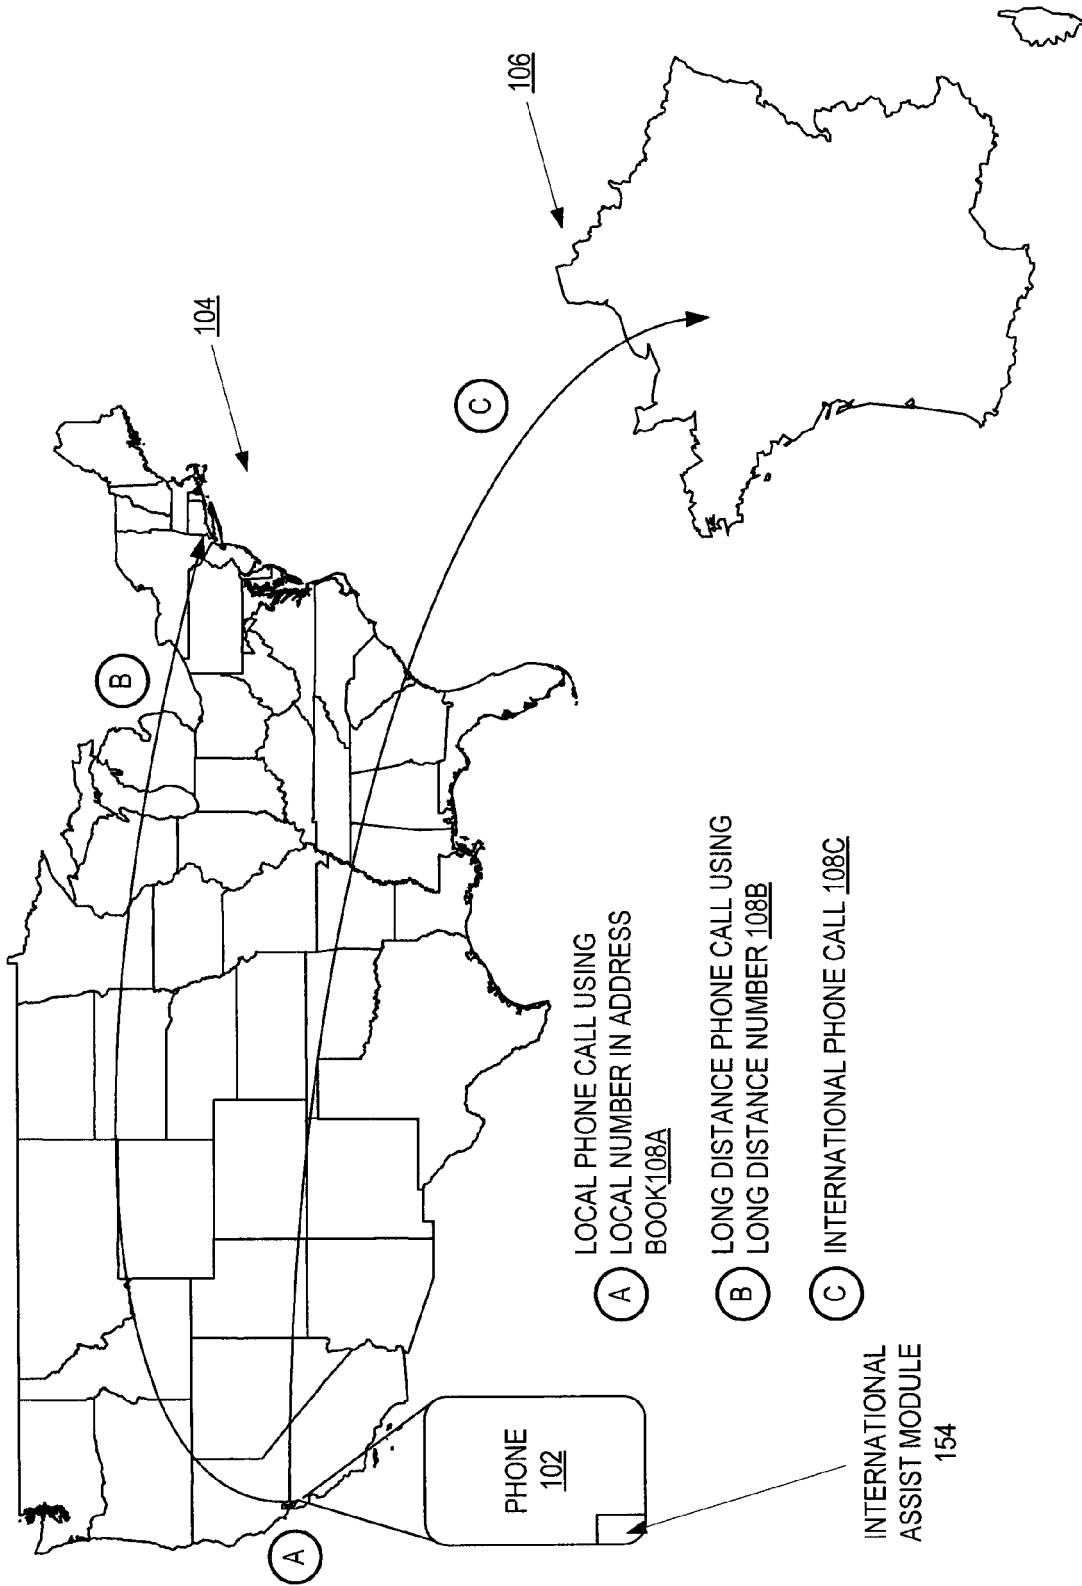 104
106
B
C
A
PHONE
102
INTERNATIONAL
ASSIST MODULE
154
A
LOCAL PHONE CALL USING
LOCAL NUMBER IN ADDRESS
BOOK108A
B
LONG DISTANCE PHONE CALL USING
LONG DISTANCE NUMBER 108B
C
INTERNATIONAL PHONE CALL 108C